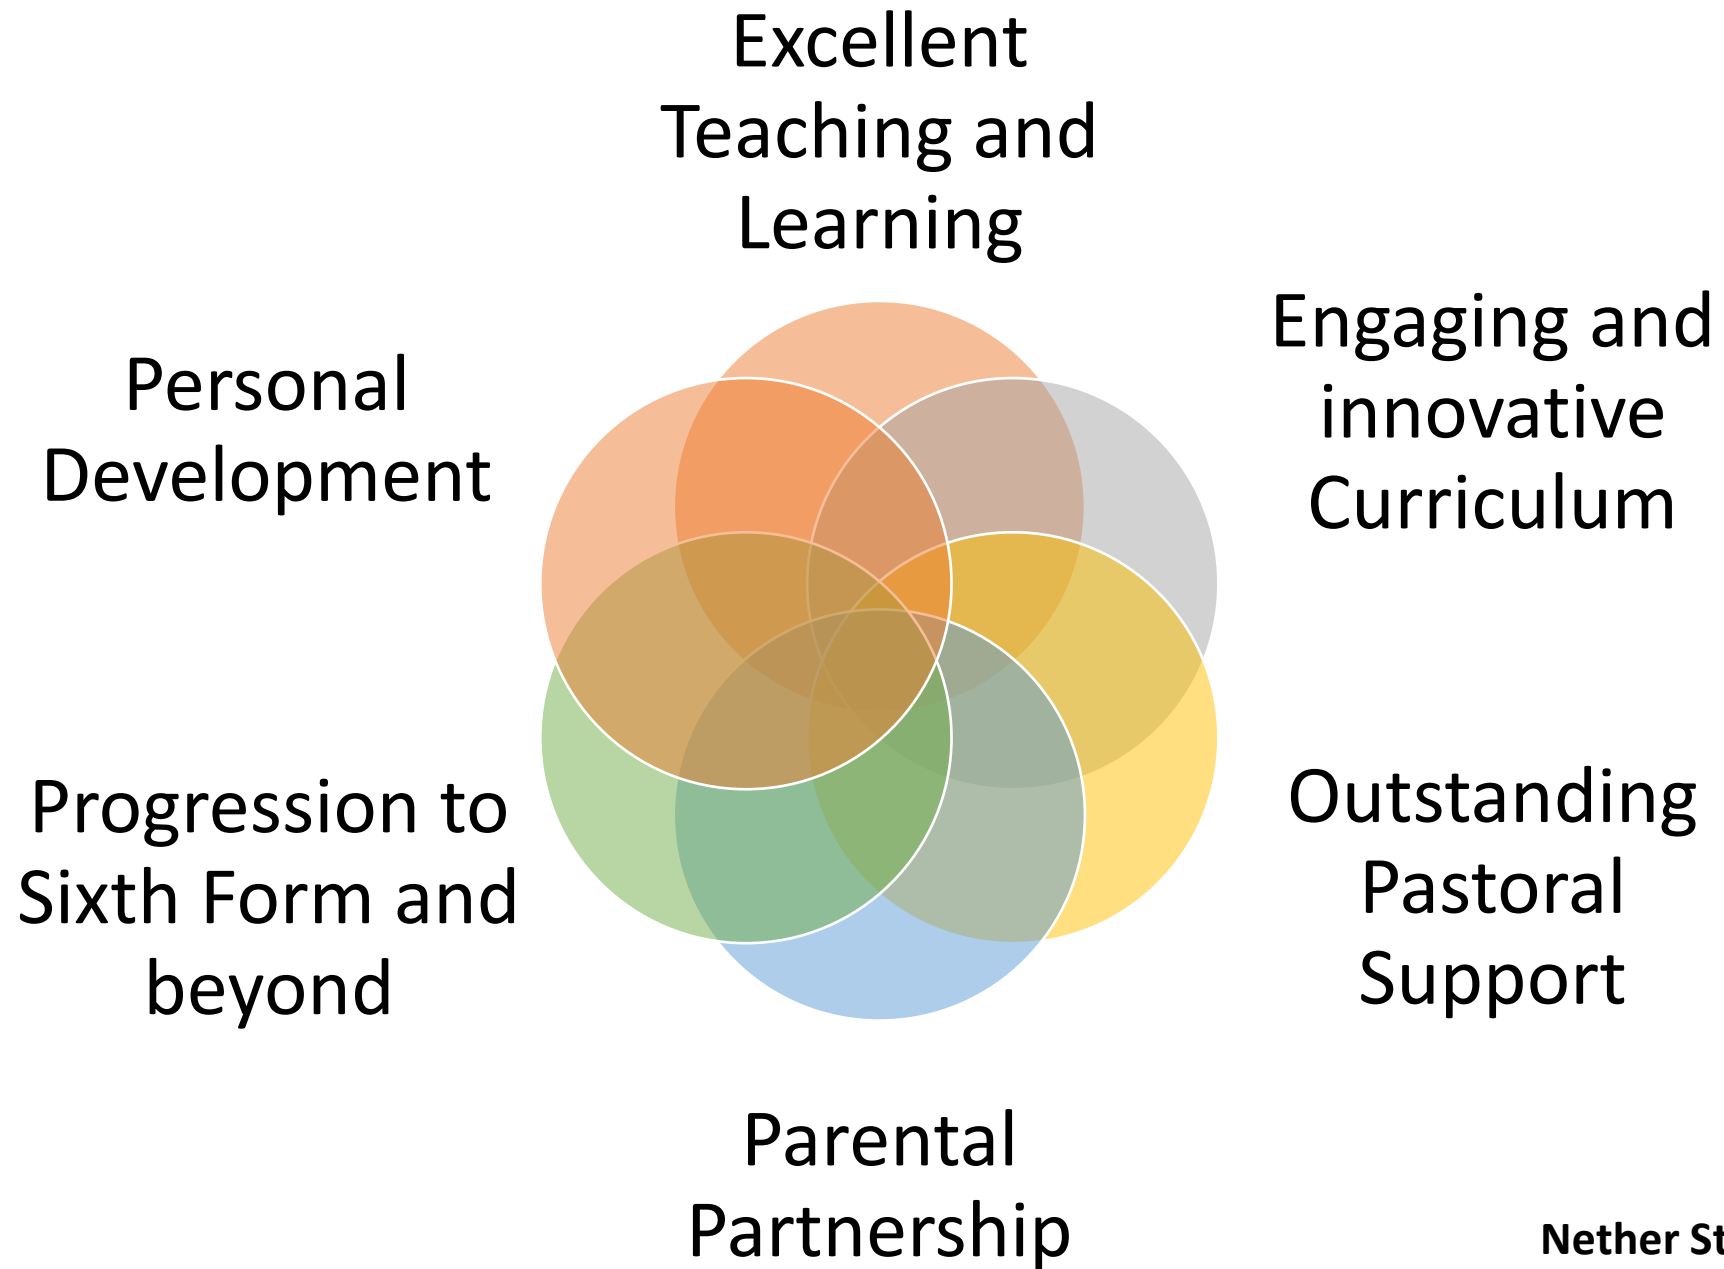 Excellent
Teaching and
Learning
Engaging and
innovative
Curriculum
Personal
Development
Outstanding
Pastoral
Support
Progression to
Sixth Form and
beyond
Parental
Partnership
Nether